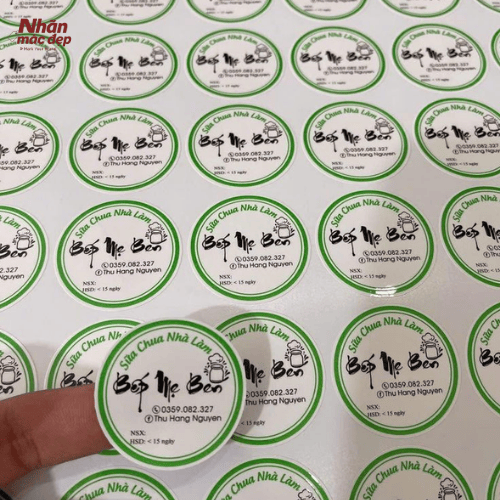 Nhãn
mác đẹp
Sữa Chua Nhà Làm
Bếp Mẹ Ben
0359.082.327
Thu Hang Nguyen
NSX:
HSD: < 15 ngày